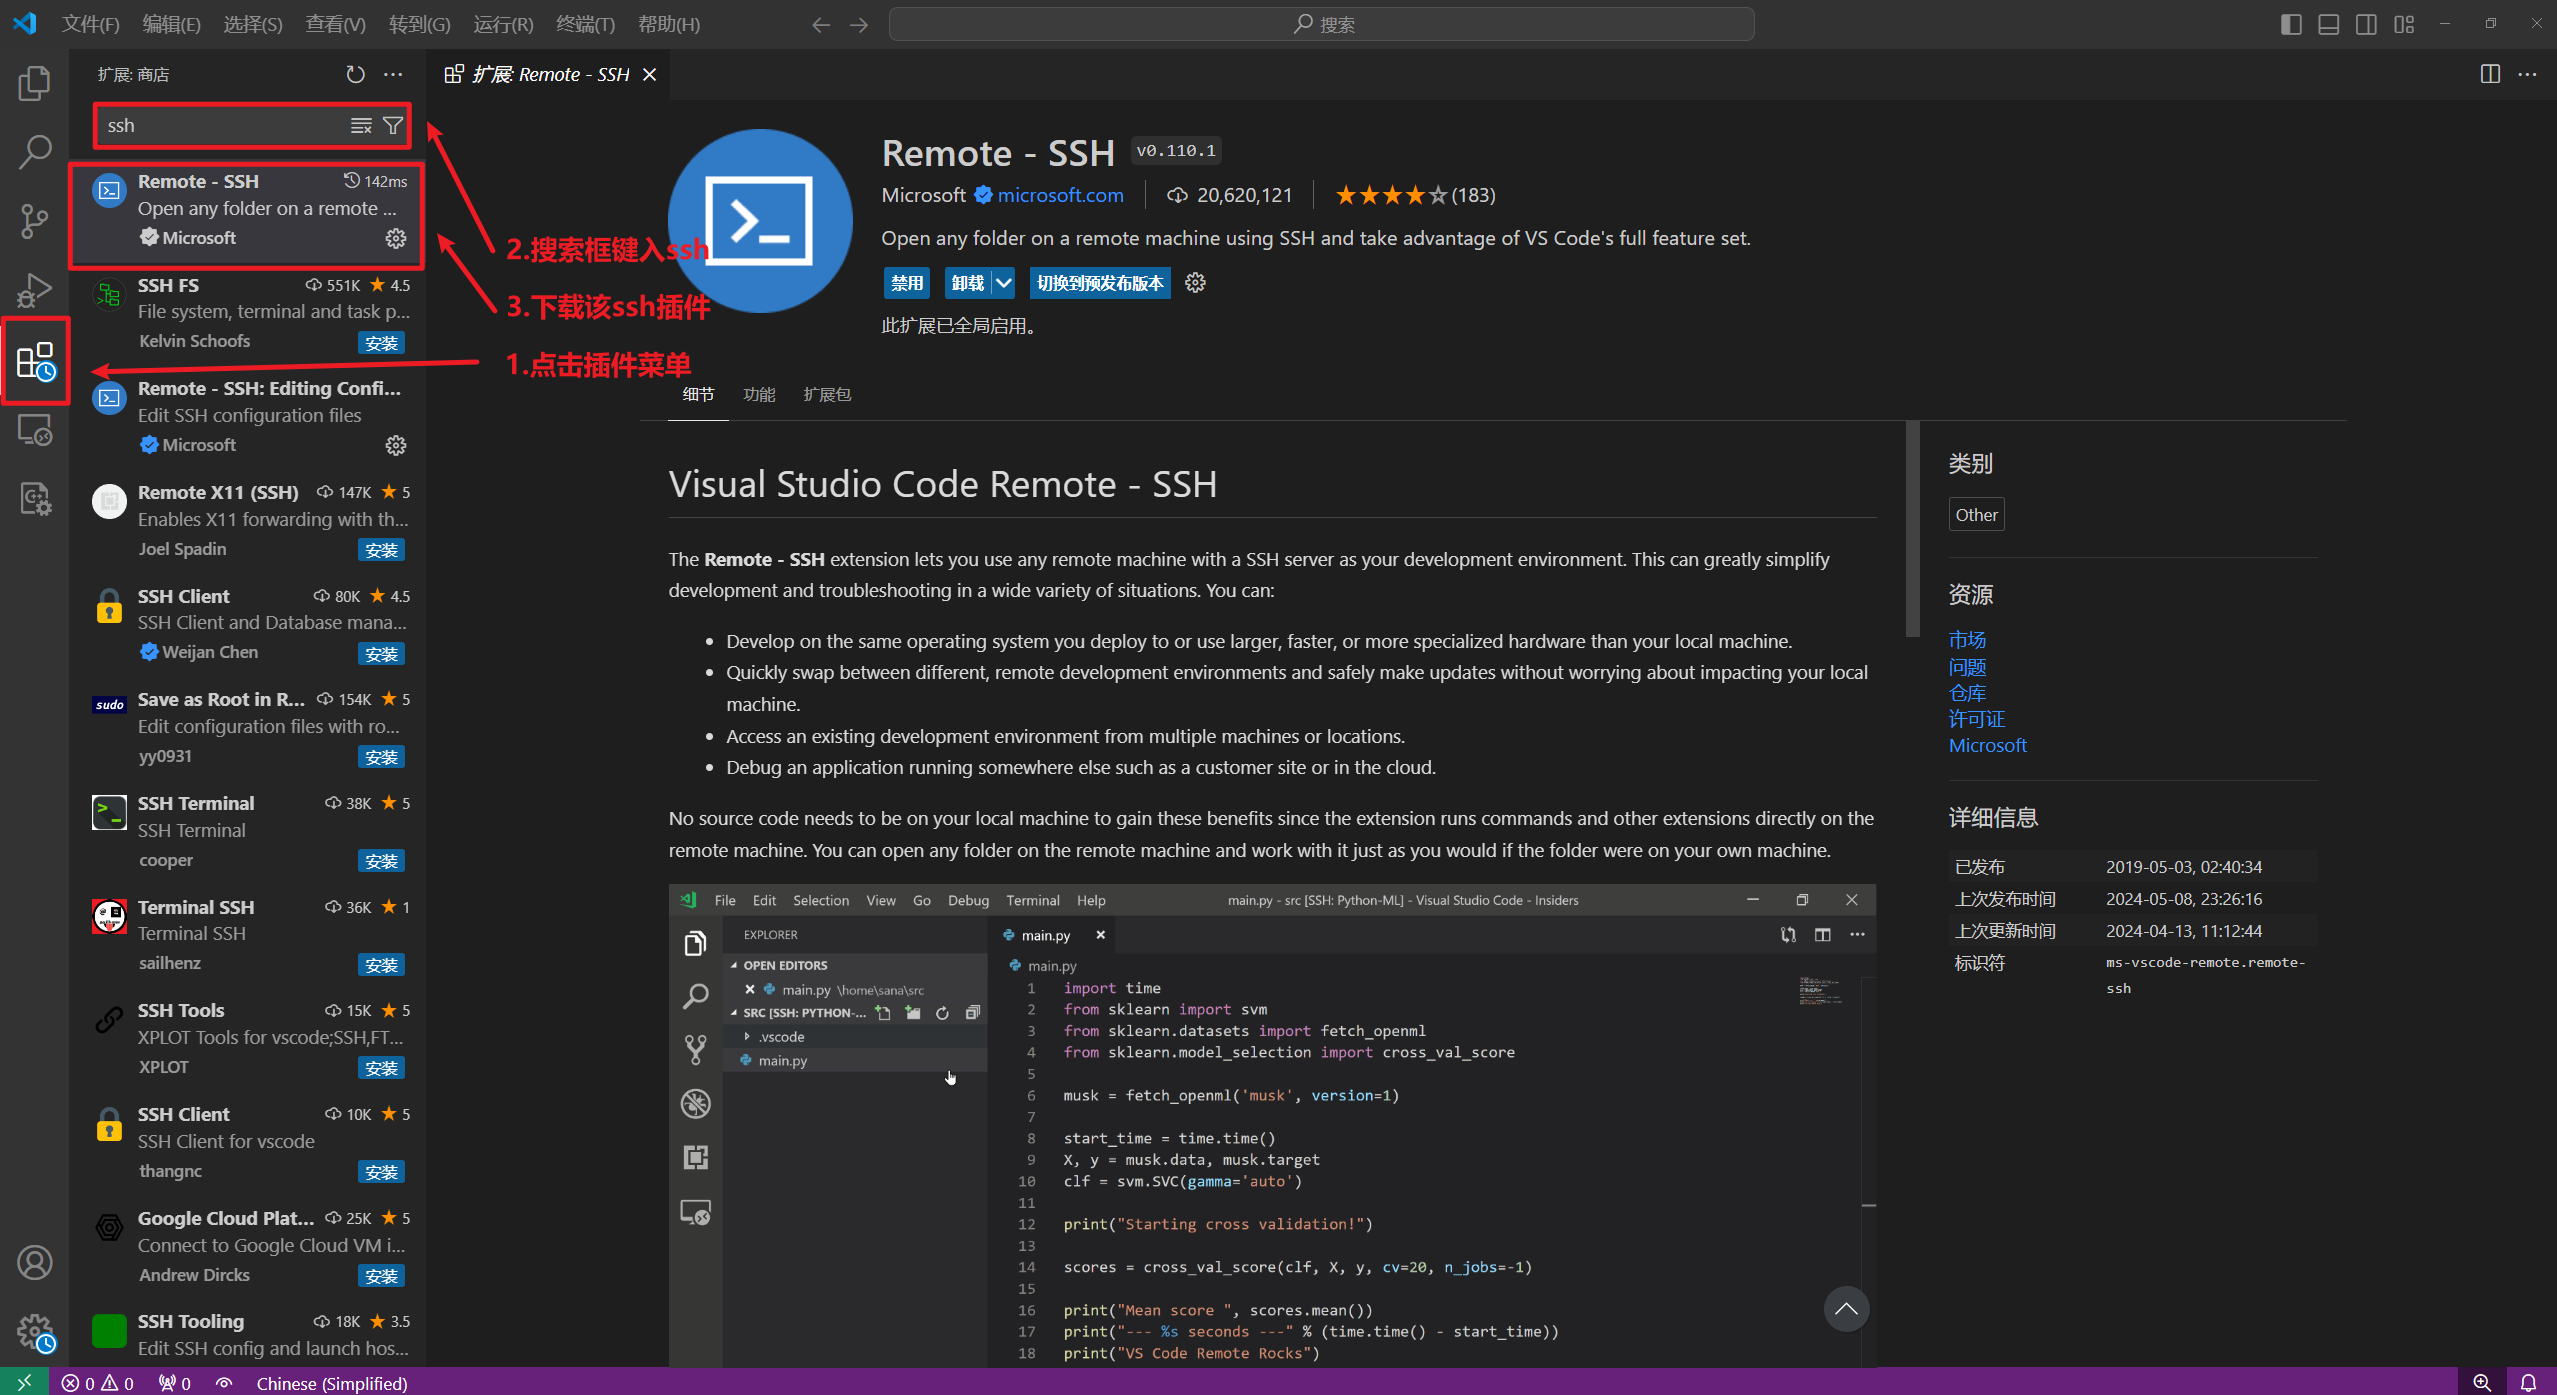 文件(F) 编辑(E) 选择(S) 查看(V) 转到(G) 运行(R) 终端(T) 帮助(H)
搜索
扩展: 商店
ssh
Remote - SSH 142ms
Open any folder on a remote ...
Microsoft
SSH FS 551K 4.5
File system, terminal and task p...
Kelvin Schoofs 安装
Remote - SSH: Editing Confi...
Edit SSH configuration files
Microsoft
Remote X11 (SSH) 147K 5
Enables X11 forwarding with th...
Joel Spadin 安装
SSH Client 80K 4.5
SSH Client and Database mana...
Weijan Chen 安装
sudo
Save as Root in R... 154K 5
Edit configuration files with ro...
yy0931 安装
SSH Terminal 38K 5
SSH Terminal
cooper 安装
Terminal SSH 36K 1
Terminal SSH
sailhenz 安装
SSH Tools 15K 5
XPLOT Tools for vscode;SSH,FT...
XPLOT 安装
SSH Client 10K 5
SSH Client for vscode
thangnc 安装
Google Cloud Plat... 25K 5
Connect to Google Cloud VM i...
Andrew Dircks 安装
SSH Tooling 18K 3.5
Edit SSH config and launch hos...
扩展: Remote - SSH
2.搜索框键入ssh
3.下载该ssh插件
1.点击插件菜单
Remote - SSH v0.110.1
Microsoft microsoft.com 20,620,121 (183)
Open any folder on a remote machine using SSH and take advantage of VS Code's full feature set.
禁用 卸载 切换到预发布版本
此扩展已全局启用。
细节 功能 扩展包
Visual Studio Code Remote - SSH
The Remote - SSH extension lets you use any remote machine with a SSH server as your development environment. This can greatly simplify
development and troubleshooting in a wide variety of situations. You can:
• Develop on the same operating system you deploy to or use larger, faster, or more specialized hardware than your local machine.
• Quickly swap between different, remote development environments and safely make updates without worrying about impacting your local
machine.
• Access an existing development environment from multiple machines or locations.
• Debug an application running somewhere else such as a customer site or in the cloud.
No source code needs to be on your local machine to gain these benefits since the extension runs commands and other extensions directly on the
remote machine. You can open any folder on the remote machine and work with it just as you would if the folder were on your own machine.
File Edit Selection View Go Debug Terminal Help main.py - src [SSH: Python-ML] - Visual Studio Code - Insiders
EXPLORER
OPEN EDITORS
main.py \home\sana\src
SRC [SSH: PYTHON-...
.vscode
main.py
main.py
main.py
1 import time
2 from sklearn import svm
3 from sklearn.datasets import fetch_openml
4 from sklearn.model_selection import cross_val_score
5
6 musk = fetch_openml('musk', version=1)
7
8 start_time = time.time()
9 X, y = musk.data, musk.target
10 clf = svm.SVC(gamma='auto')
11
12 print("Starting cross validation!")
13
14 scores = cross_val_score(clf, X, y, cv=20, n_jobs=-1)
15
16 print("Mean score ", scores.mean())
17 print("--- %s seconds ---" % (time.time() - start_time))
18 print("VS Code Remote Rocks")
类别
Other
资源
市场
问题
仓库
许可证
Microsoft
详细信息
已发布 2019-05-03, 02:40:34
上次发布时间 2024-05-08, 23:26:16
上次更新时间 2024-04-13, 11:12:44
标识符 ms-vscode-remote.remote-
ssh
0 0 0 Chinese (Simplified)